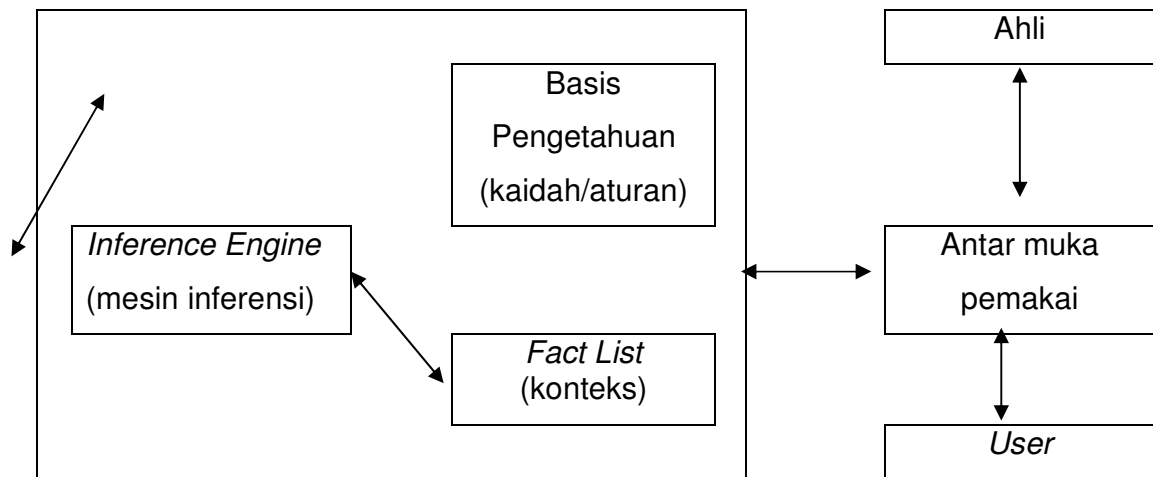 Ahli
Basis
Pengetahuan
(kaidah/aturan)
Inference Engine
(mesin inferensi)
Antar muka
pemakai
Fact List
(konteks)
User